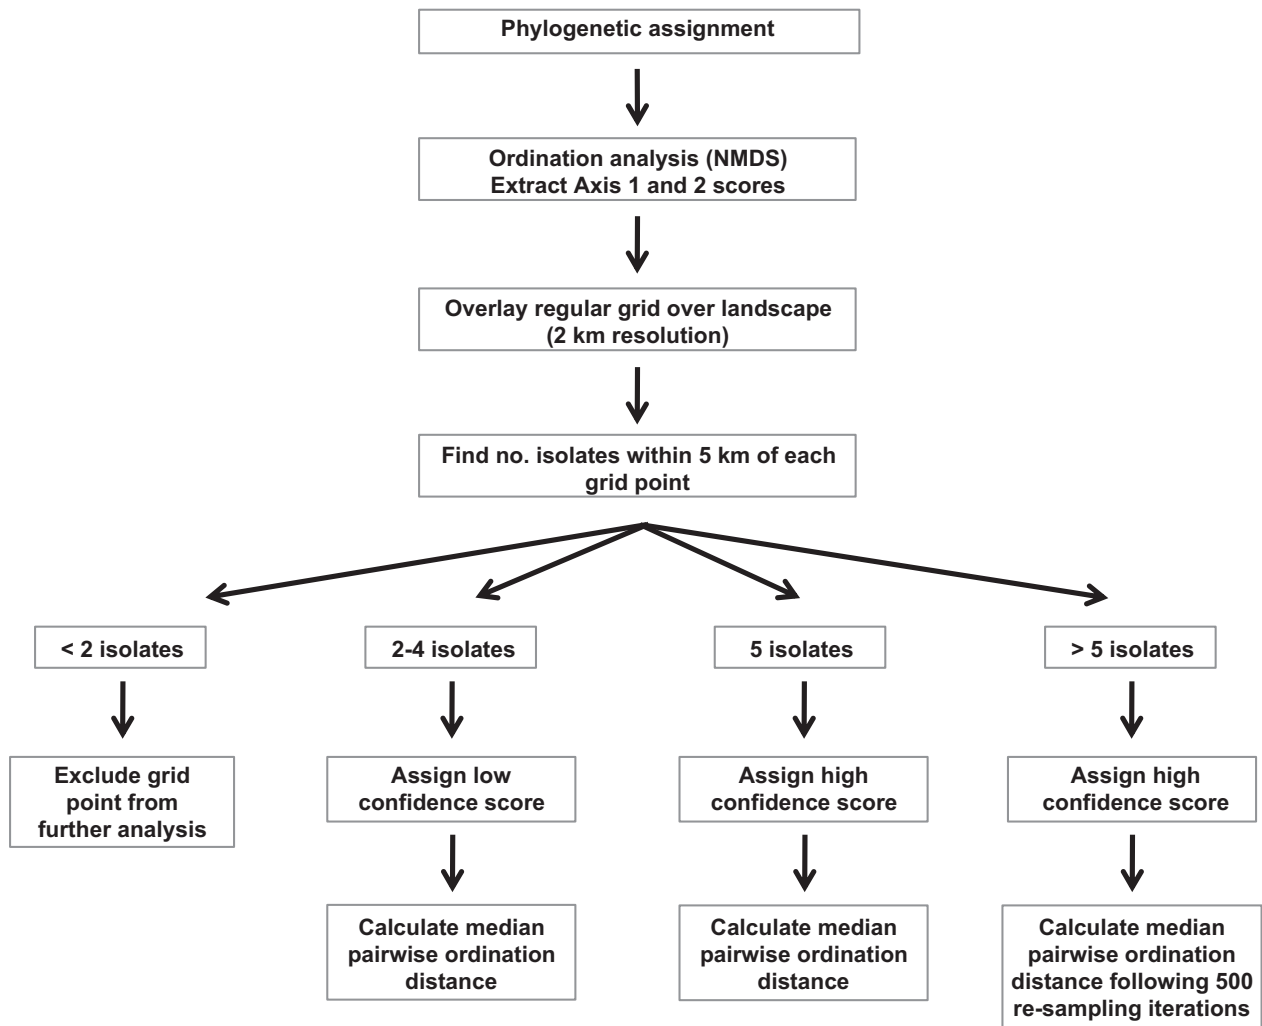 Phylogenetic assignment
Ordination analysis (NMDS)
Extract Axis 1 and 2 scores
Overlay regular grid over landscape
(2 km resolution)
Find no. isolates within 5 km of each
grid point
< 2 isolates
2-4 isolates
5 isolates
> 5 isolates
Exclude grid
point from
further analysis
Assign low
confidence score
Assign high
confidence score
Assign high
confidence score
Calculate median
pairwise ordination
distance
Calculate median
pairwise ordination
distance
Calculate median
pairwise ordination
distance following 500
re-sampling iterations